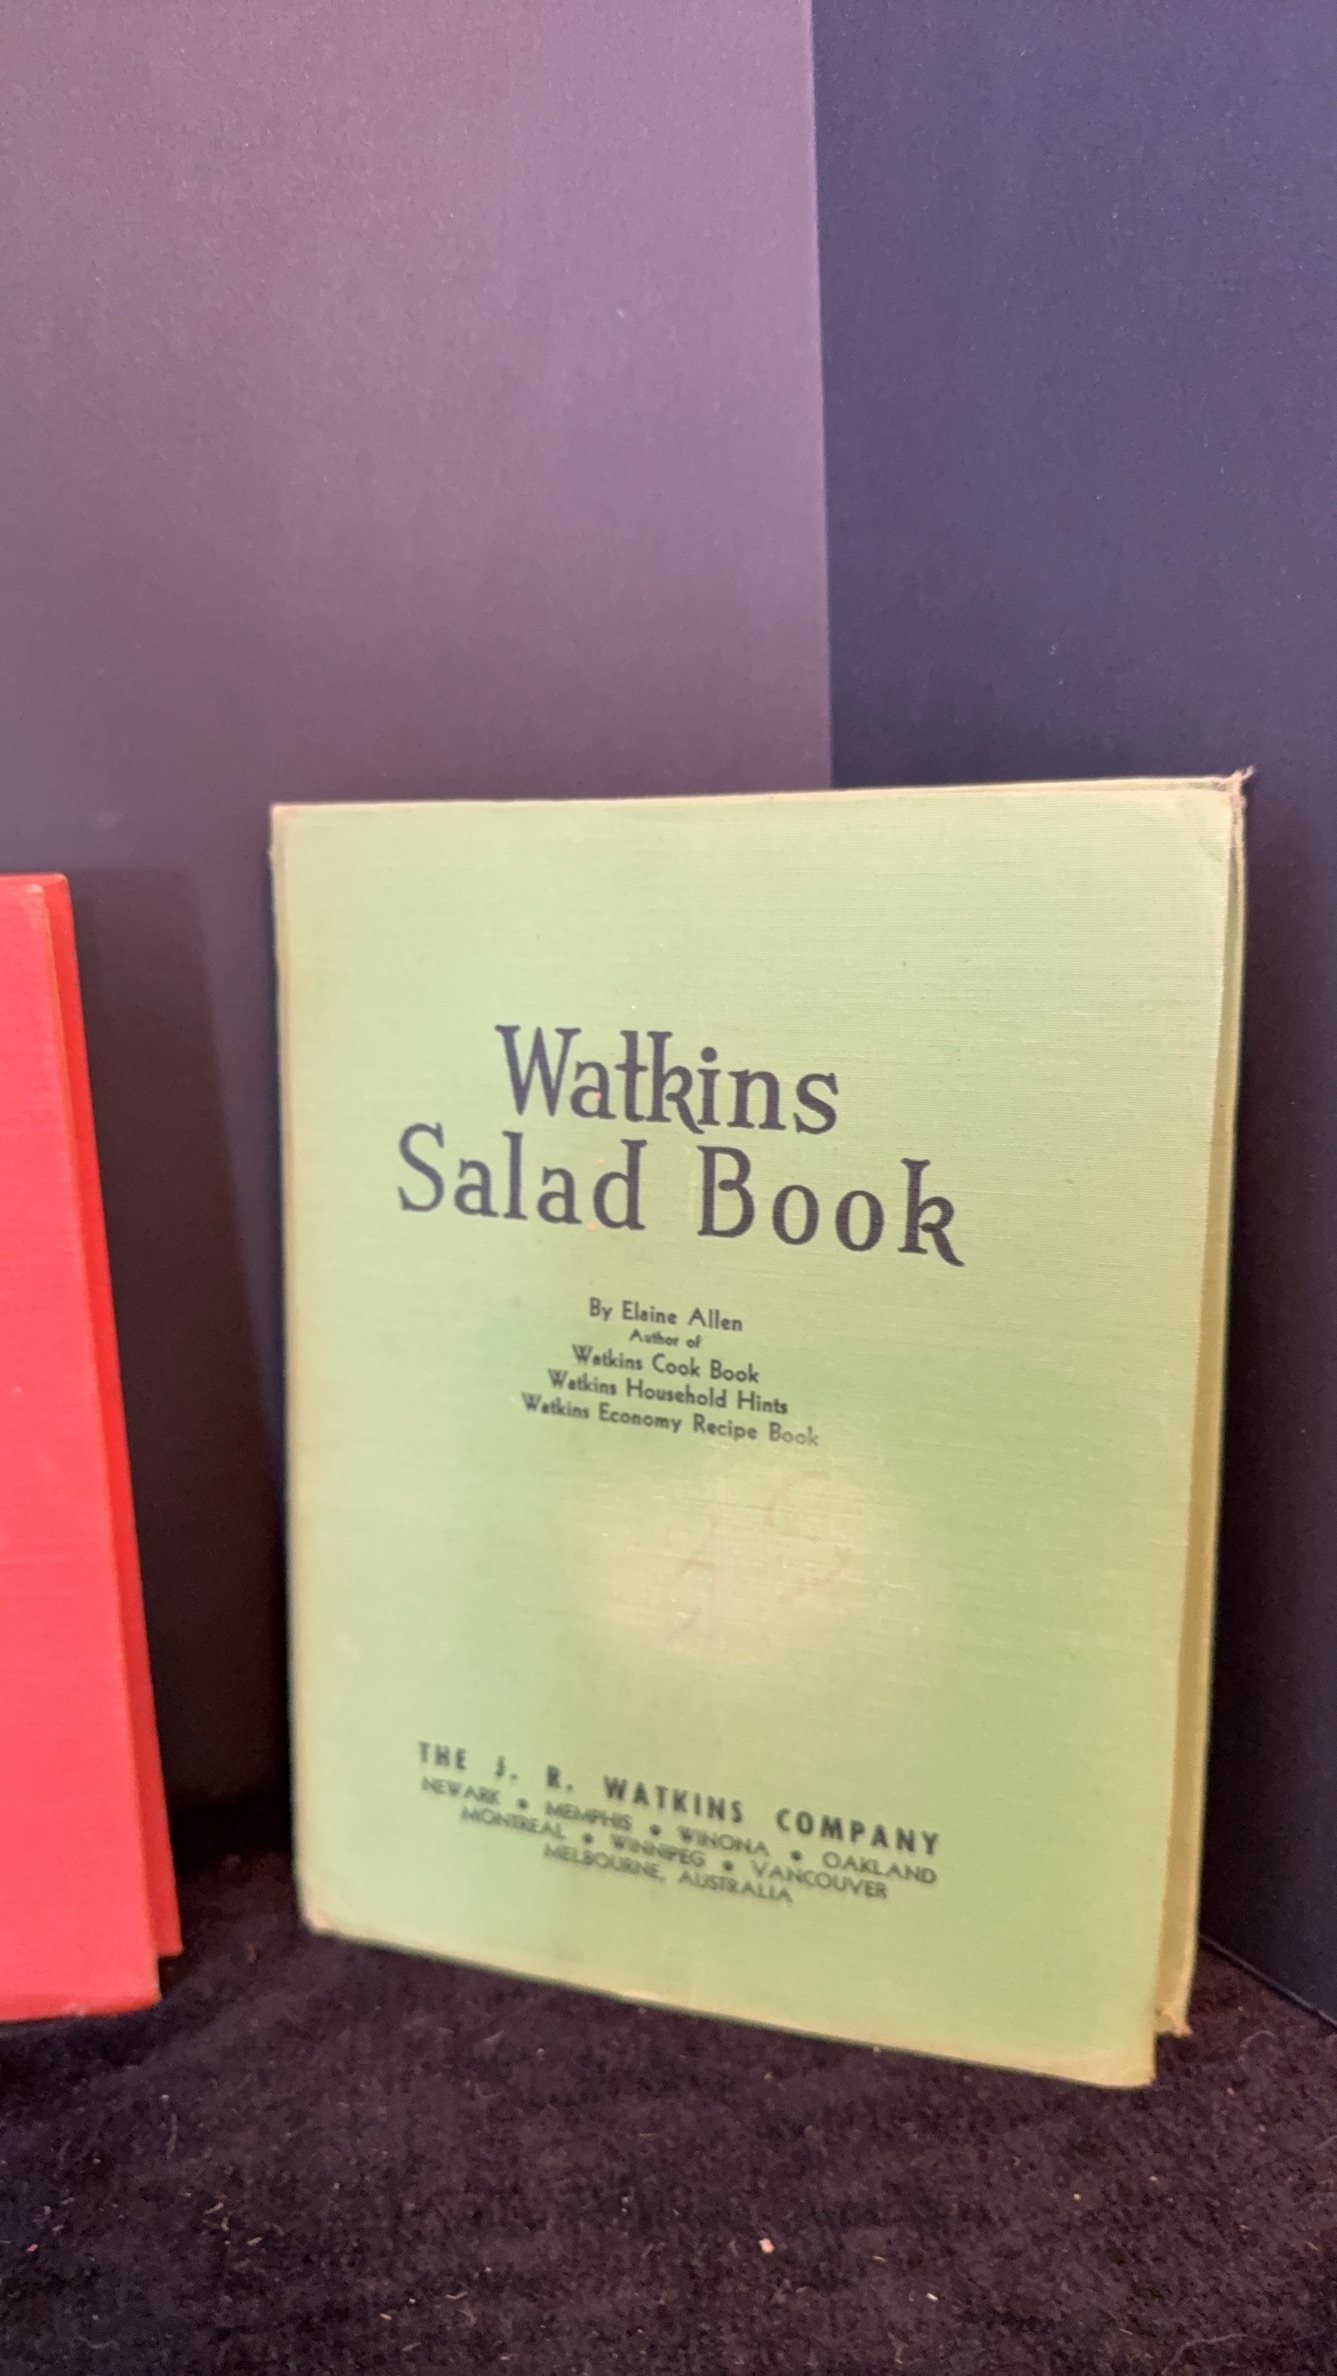 Watkins
Salad Book
By Elaine Allen
Author of
Watkins Cook Book
Watkins Household Hints
Watkins Economy Recipe Book
THE J. R. WATKINS COMPANY
NEWARK • MEMPHIS • WINONA • OAKLAND
MONTREAL • WINNIPEG • VANCOUVER
MELBOURNE, AUSTRALIA